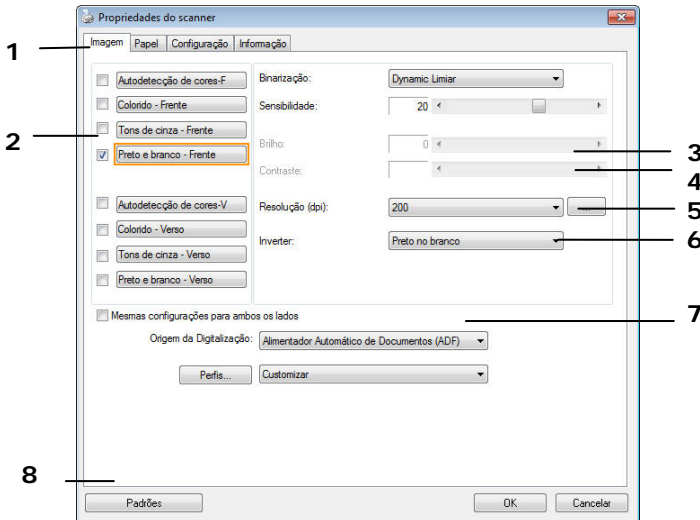 Propriedades do scanner
Imagem Papel Configuração Informação
1
Autodetecção de cores-F
Colorido - Frente
Tons de cinza - Frente
Preto e branco - Frente
2
Autodetecção de cores-V
Colorido - Verso
Tons de cinza - Verso
Preto e branco - Verso
Binarização: Dynamic Limiar
Sensibilidade: 20
Brilho: 0
3
Contraste:
4
Resolução (dpi): 200 ...
5
Inverter: Preto no branco
6
Mesmas configurações para ambos os lados
7
Origem da Digitalização: Alimentador Automático de Documentos (ADF)
Perfis... Customizar
8
Padrões OK Cancelar